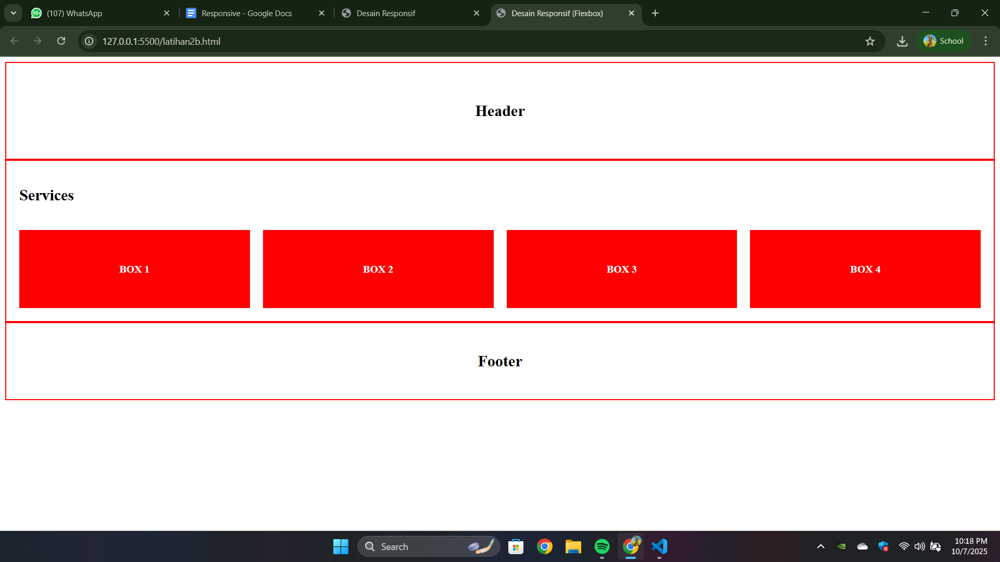 (107) WhatsApp
Responsive - Google Docs
Desain Responsif
Desain Responsif (Flexbox)
127.0.0.1:5500/latihan2b.html
School
Header
Services
BOX 1
BOX 2
BOX 3
BOX 4
Footer
Search
10:18 PM
10/7/2025